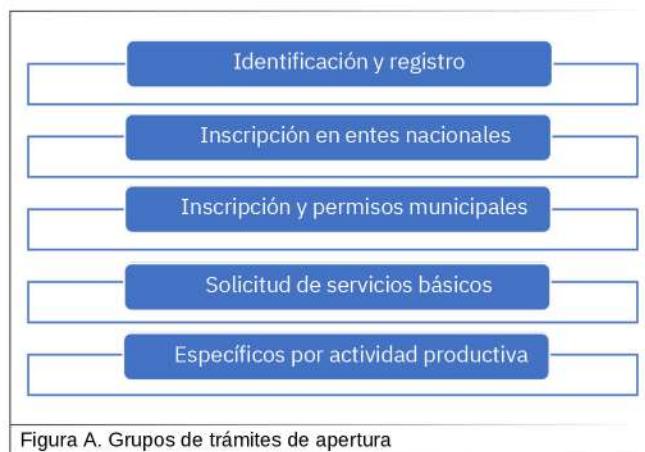 Identificación y registro
Inscripción en entes nacionales
Inscripción y permisos municipales
Solicitud de servicios básicos
Específicos por actividad productiva
Figura A. Grupos de trámites de apertura